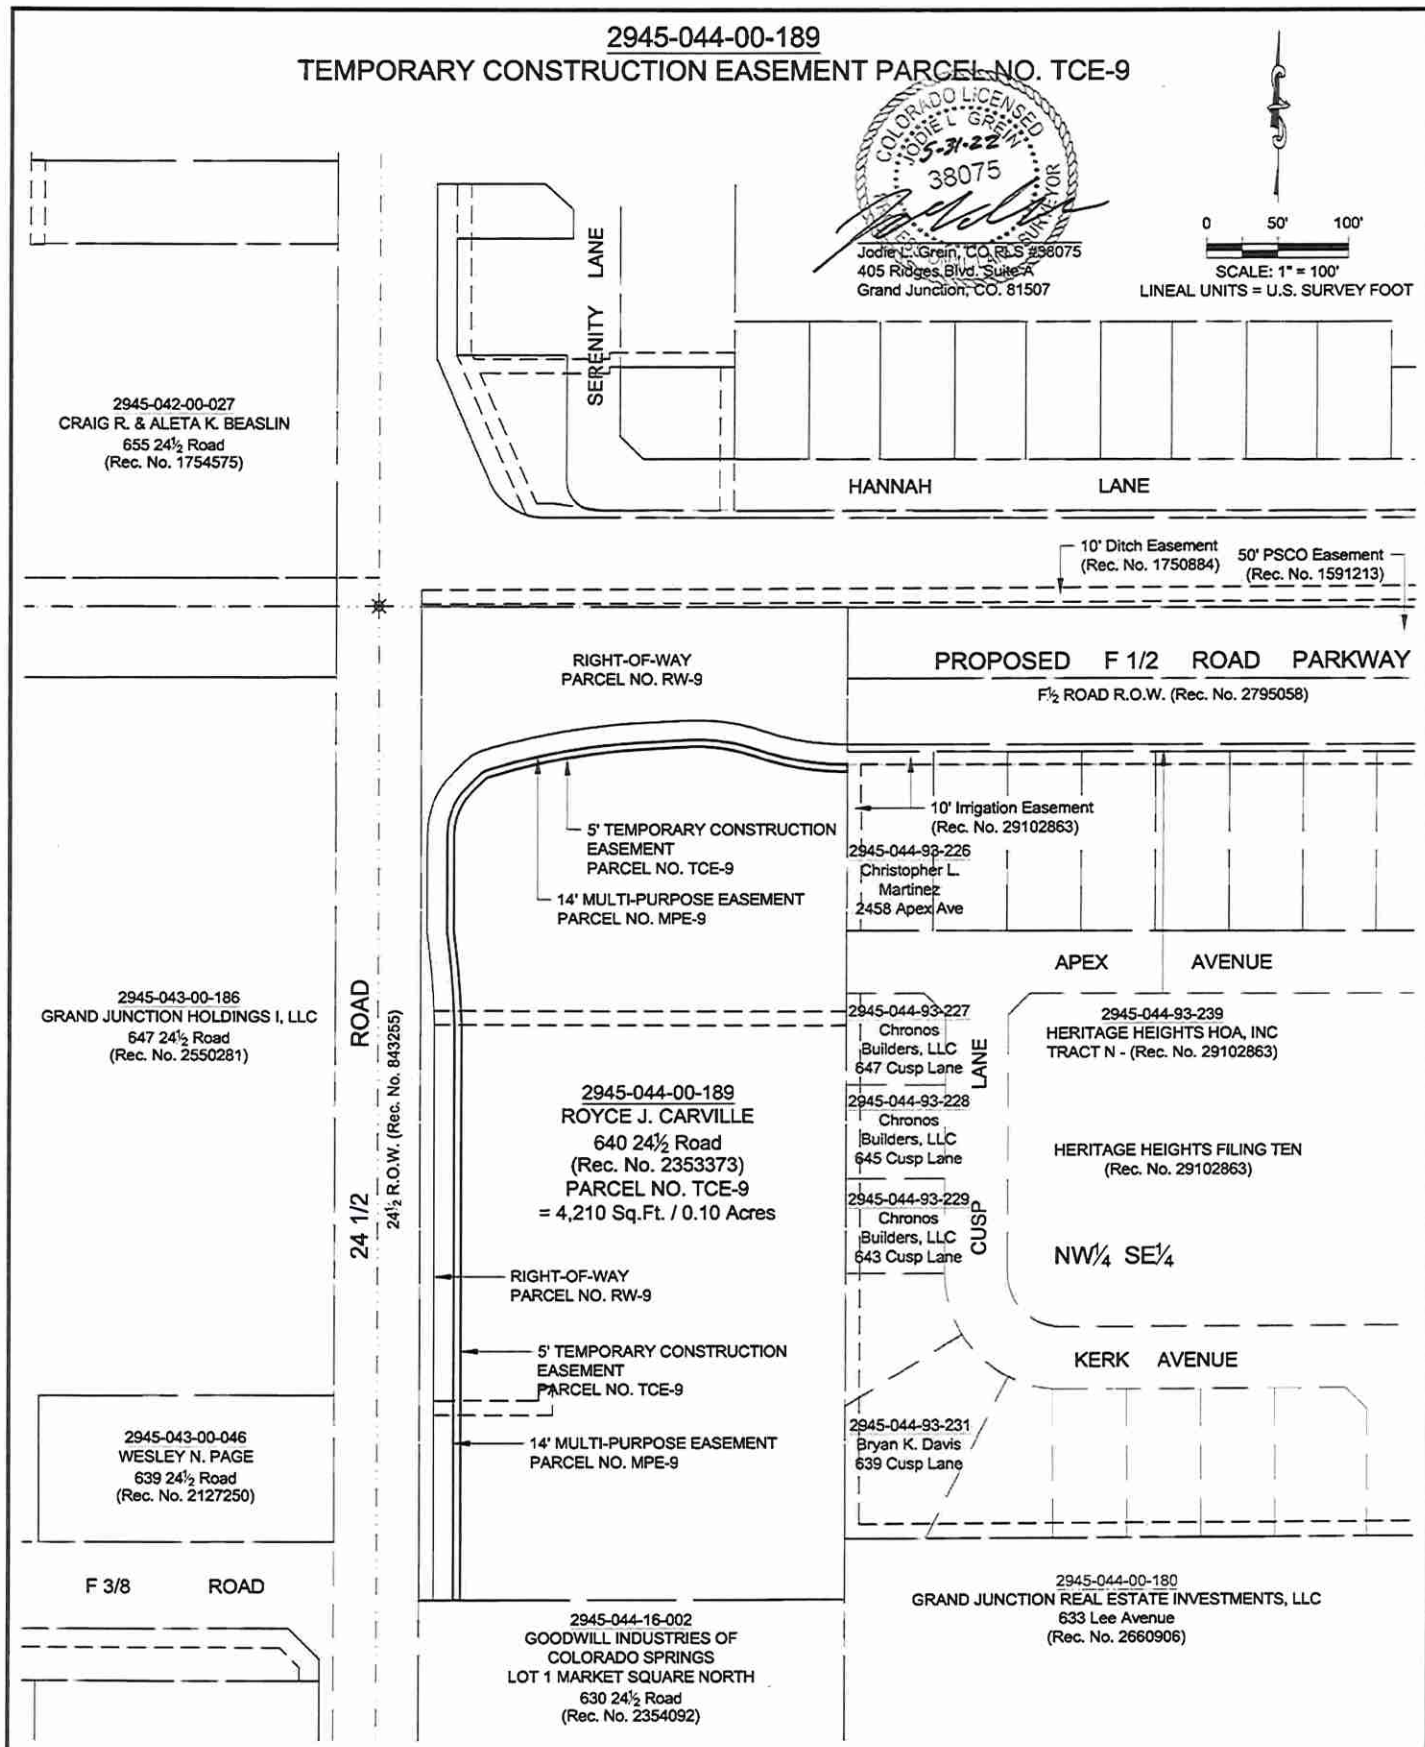 2945-044-00-189
TEMPORARY CONSTRUCTION EASEMENT PARCEL NO. TCE-9
COLORADO LICENSED
JODIE L GREIN
5-31-22
38075
SURVEYOR
Jodie L. Grein, CO RLS #38075
405 Ridges Blvd. Suite A
Grand Junction, CO. 81507
0 50' 100'
SCALE: 1" = 100'
LINEAL UNITS = U.S. SURVEY FOOT
SERENITY LANE
2945-042-00-027
CRAIG R. & ALETA K. BEASLIN
655 24½ Road
(Rec. No. 1754575)
HANNAH LANE
10' Ditch Easement
(Rec. No. 1750884)
50' PSCO Easement
(Rec. No. 1591213)
RIGHT-OF-WAY
PARCEL NO. RW-9
PROPOSED F 1/2 ROAD PARKWAY
F½ ROAD R.O.W. (Rec. No. 2795058)
10' Irrigation Easement
(Rec. No. 29102863)
5' TEMPORARY CONSTRUCTION
EASEMENT
PARCEL NO. TCE-9
14' MULTI-PURPOSE EASEMENT
PARCEL NO. MPE-9
2945-044-93-226
Christopher L.
Martinez
2458 Apex Ave
APEX AVENUE
2945-043-00-186
GRAND JUNCTION HOLDINGS I, LLC
647 24½ Road
(Rec. No. 2550281)
24 1/2 ROAD
24½ R.O.W. (Rec. No. 843255)
2945-044-93-227
Chronos
Builders, LLC
647 Cusp Lane
2945-044-93-239
HERITAGE HEIGHTS HOA, INC
TRACT N - (Rec. No. 29102863)
2945-044-00-189
ROYCE J. CARVILLE
640 24½ Road
(Rec. No. 2353373)
PARCEL NO. TCE-9
= 4,210 Sq.Ft. / 0.10 Acres
2945-044-93-228
Chronos
Builders, LLC
645 Cusp Lane
HERITAGE HEIGHTS FILING TEN
(Rec. No. 29102863)
2945-044-93-229
Chronos
Builders, LLC
643 Cusp Lane
CUSP LANE
NW¼ SE¼
RIGHT-OF-WAY
PARCEL NO. RW-9
5' TEMPORARY CONSTRUCTION
EASEMENT
PARCEL NO. TCE-9
KERK AVENUE
14' MULTI-PURPOSE EASEMENT
PARCEL NO. MPE-9
2945-044-93-231
Bryan K. Davis
639 Cusp Lane
2945-043-00-046
WESLEY N. PAGE
639 24½ Road
(Rec. No. 2127250)
F 3/8 ROAD
2945-044-00-180
GRAND JUNCTION REAL ESTATE INVESTMENTS, LLC
633 Lee Avenue
(Rec. No. 2660906)
2945-044-16-002
GOODWILL INDUSTRIES OF
COLORADO SPRINGS
LOT 1 MARKET SQUARE NORTH
630 24½ Road
(Rec. No. 2354092)